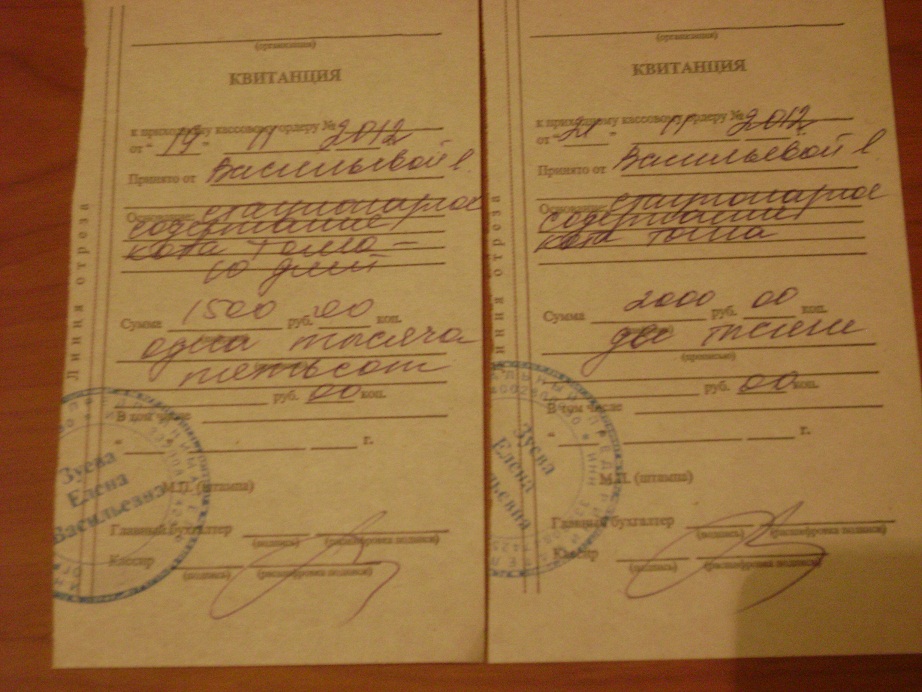 (организация)
КВИТАНЦИЯ
к приходному кассовому ордеру №
от "19" 11 2012
Принято от Васильевой е
Основание: стационарное
содержание
кота Тома –
10 дней
Сумма 1500 руб. 00 коп.
одна тысяча
(прописью)
пятьсот
руб. 00 коп.
В том числе
" г.
М.П. (штампа)
Главный бухгалтер
(подпись) (расшифровка подписи)
Кассир
(подпись) (расшифровка подписи)
Линия отреза
Зуева
Елена
Васильевна
(организация)
КВИТАНЦИЯ
к приходному кассовому ордеру №
от "21" 11 2012
Принято от Васильевой е
Основание: стационарное
содержание
кота Тома
Сумма 2000 руб. 00 коп.
две тысячи
(прописью)
руб. 00 коп.
В том числе
" г.
М.П. (штампа)
Главный бухгалтер
(подпись) (расшифровка подписи)
Кассир
(подпись) (расшифровка подписи)
Линия отреза
Зуева
Елена